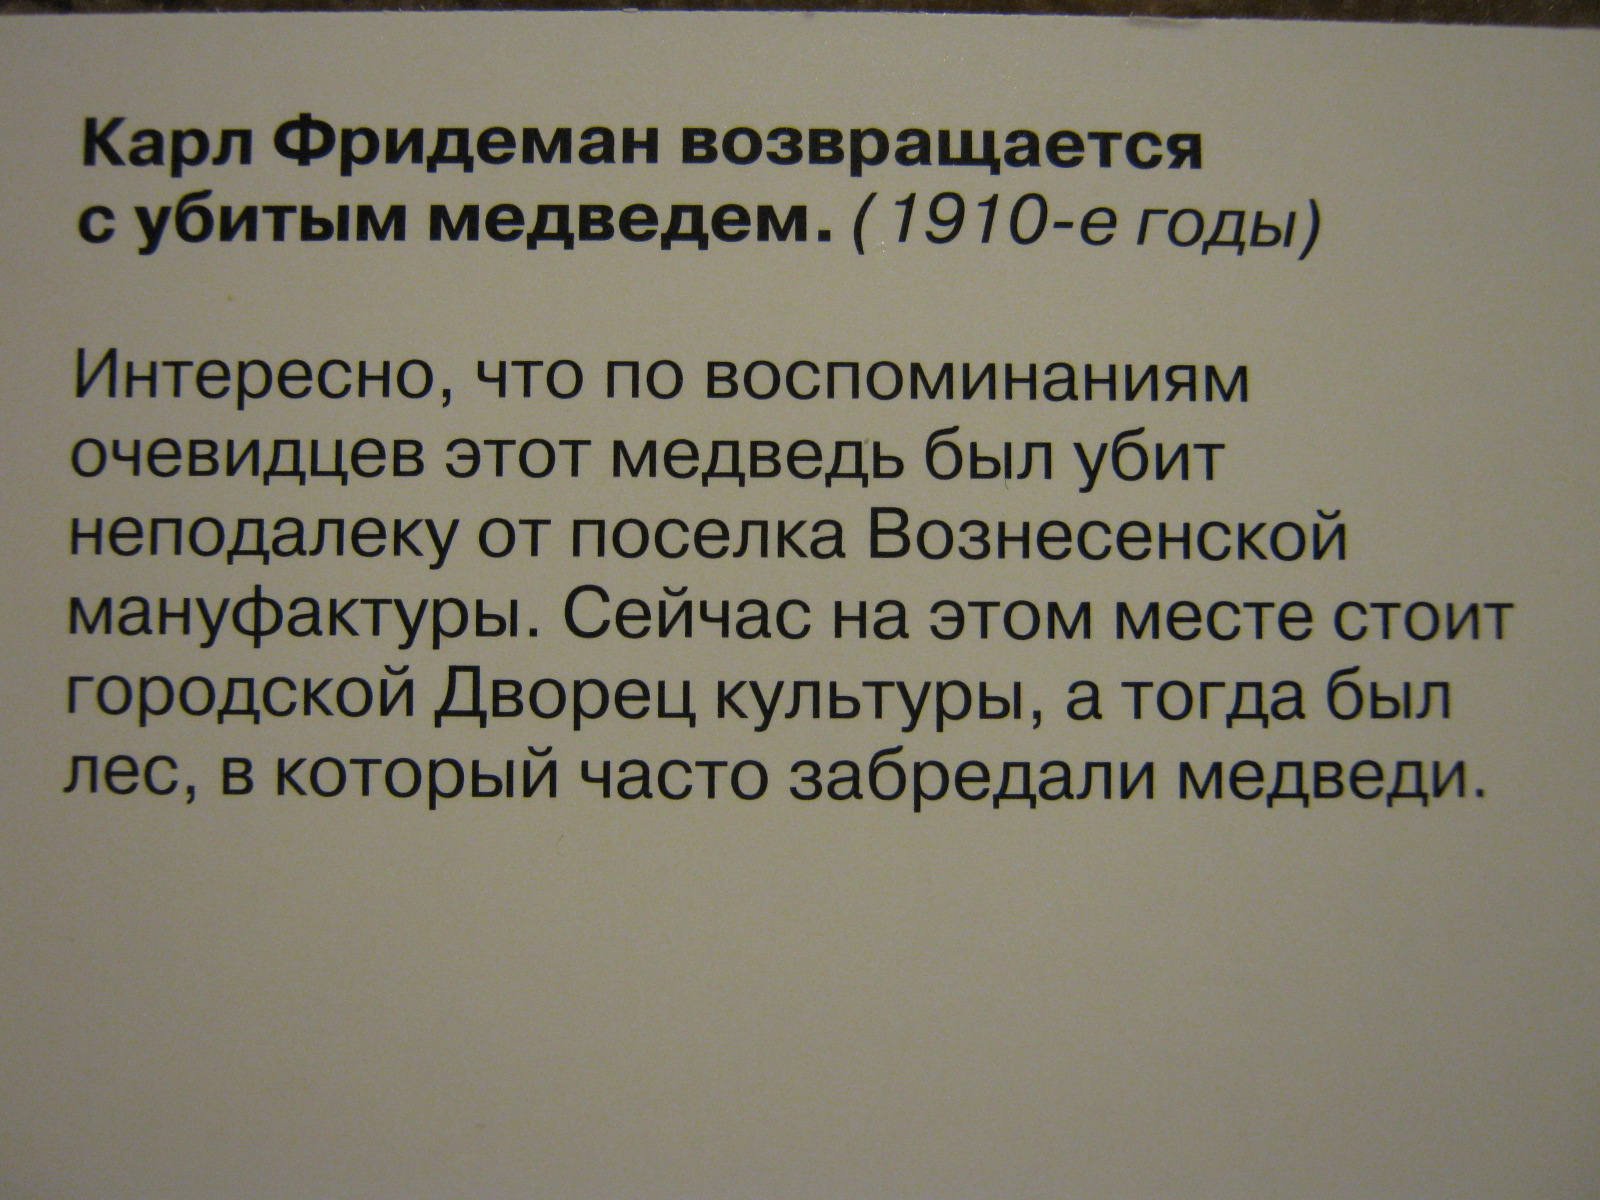 Карл Фридеман возвращается
с убитым медведем. (1910-е годы)
Интересно, что по воспоминаниям
очевидцев этот медведь был убит
неподалеку от поселка Вознесенской
мануфактуры. Сейчас на этом месте стоит
городской Дворец культуры, а тогда был
лес, в который часто забредали медведи.